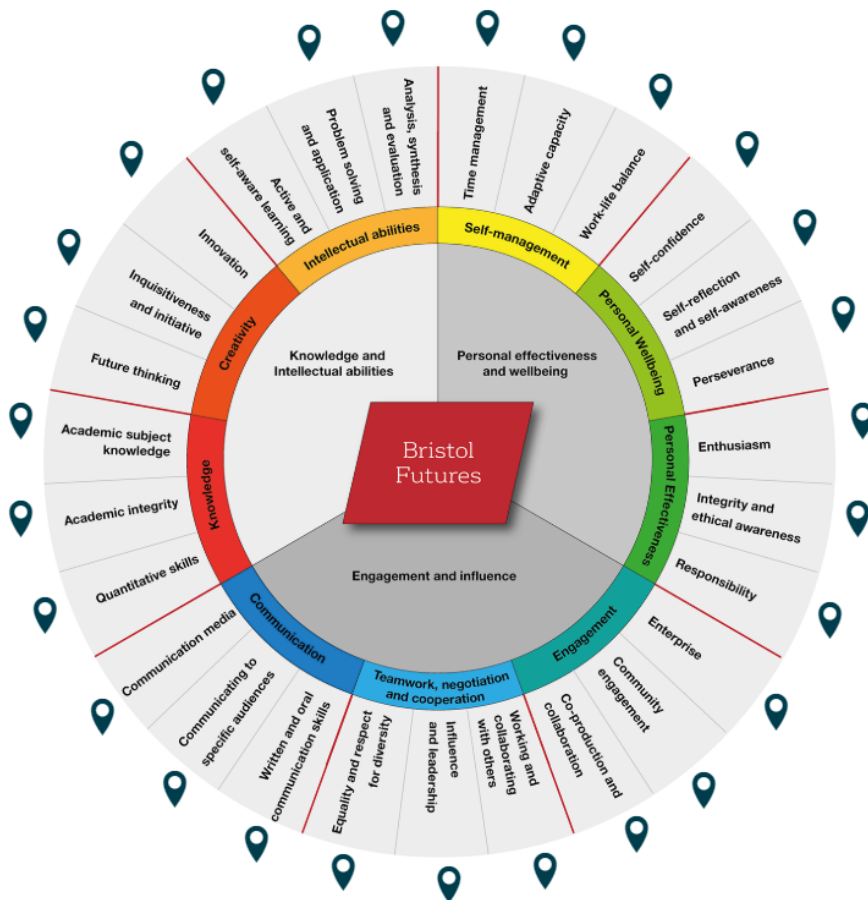 Analysis, synthesis
and evaluation
Time management
Adaptive capacity
Work-life balance
Self-confidence
Self-reflection
and self-awareness
Perseverance
Enthusiasm
Integrity and
ethical awareness
Responsibility
Enterprise
Community
engagement
Co-production and
collaboration
Working and
collaborating
with others
Influence
and leadership
Equality and respect
for diversity
Written and oral
communication skills
Communicating to
specific audiences
Communication media
Quantitative skills
Academic integrity
Academic subject
knowledge
Future thinking
Inquisitiveness
and initiative
Innovation
Active and
self-aware learning
Problem solving
and application
Intellectual abilities
Self-management
Personal Wellbeing
Personal Effectiveness
Engagement
Teamwork, negotiation
and cooperation
Communication
Knowledge
Creativity
Knowledge and
Intellectual abilities
Personal effectiveness
and wellbeing
Bristol
Futures
Engagement and influence